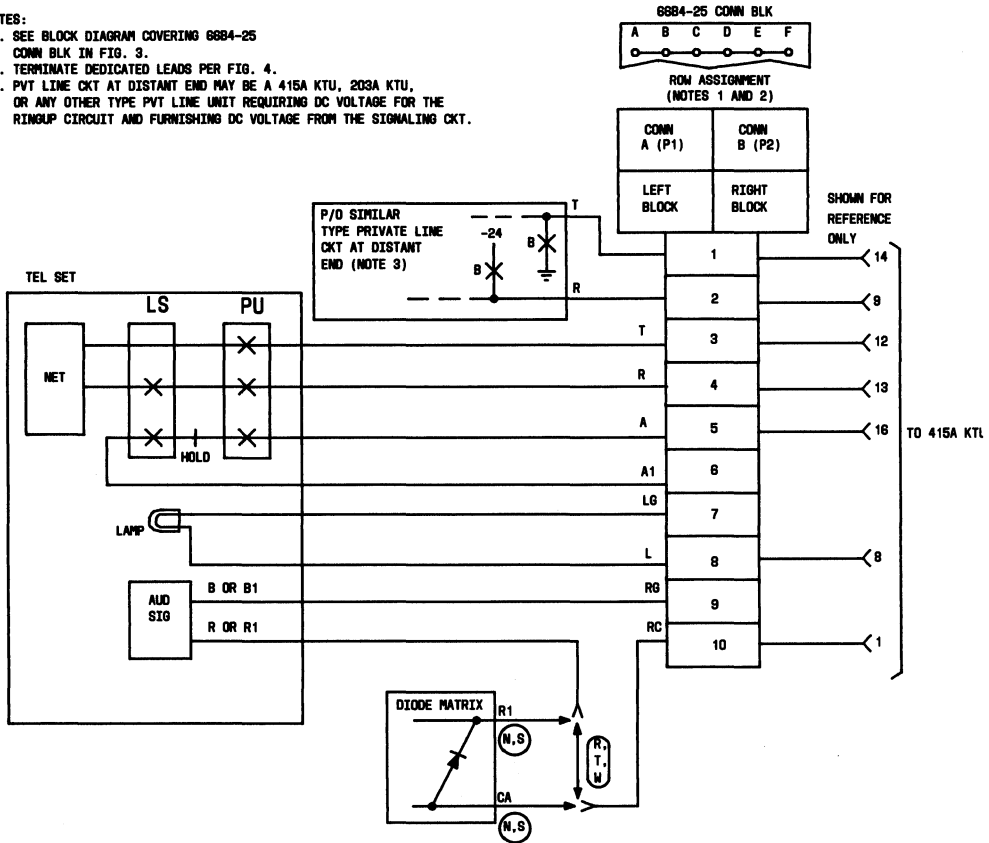 TES:
. SEE BLOCK DIAGRAM COVERING 66B4-25
CONN BLK IN FIG. 3.
. TERMINATE DEDICATED LEADS PER FIG. 4.
. PVT LINE CKT AT DISTANT END MAY BE A 415A KTU, 203A KTU,
OR ANY OTHER TYPE PVT LINE UNIT REQUIRING DC VOLTAGE FOR THE
RINGUP CIRCUIT AND FURNISHING DC VOLTAGE FROM THE SIGNALING CKT.
66B4-25 CONN BLK
A B C D E F
ROW ASSIGNMENT
(NOTES 1 AND 2)
CONN
A (P1)
CONN
B (P2)
LEFT
BLOCK
RIGHT
BLOCK
SHOWN FOR
REFERENCE
ONLY
P/O SIMILAR
TYPE PRIVATE LINE
CKT AT DISTANT
END (NOTE 3)
-24
B
B
T
R
TEL SET
LS
PU
NET
HOLD
LAMP
AUD
SIG
B OR B1
R OR R1
T
R
A
A1
LG
L
RG
RC
1
2
3
4
5
6
7
8
9
10
14
9
12
13
16
8
1
TO 415A KTU
DIODE MATRIX
R1
N,S
R,
T,
W
CA
N,S